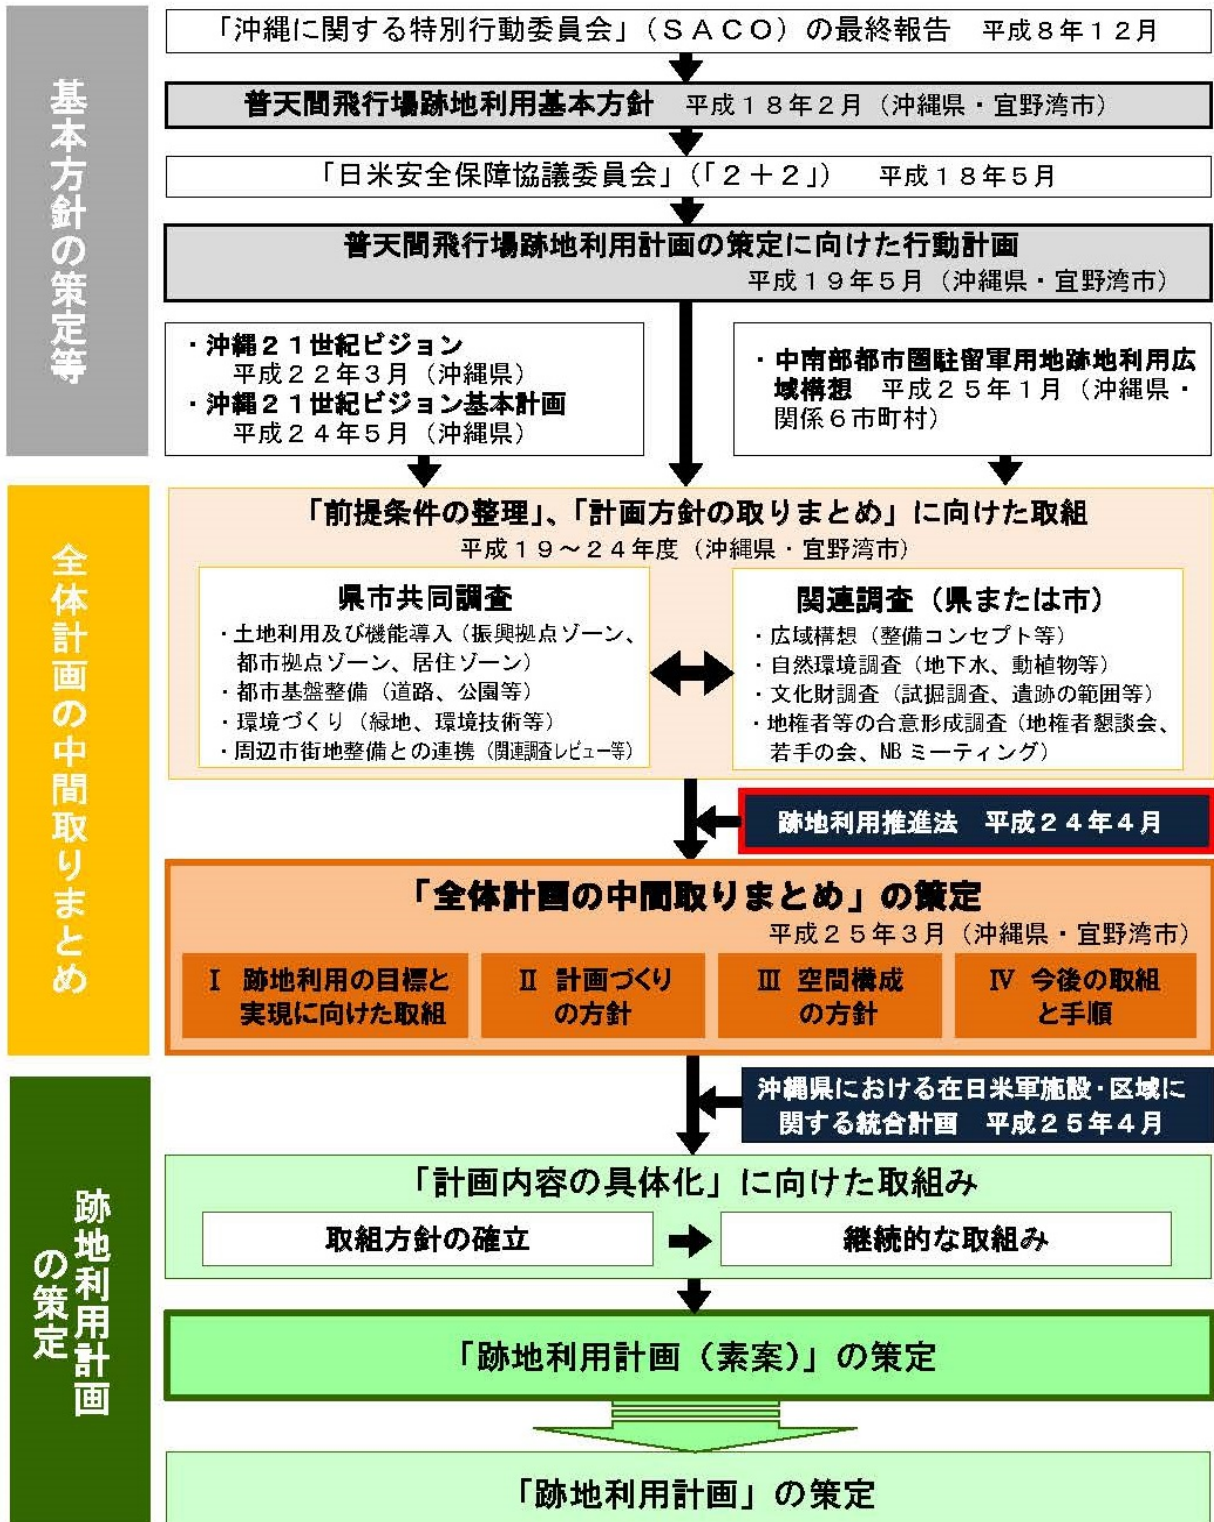 基本方針の策定等
「沖縄に関する特別行動委員会」（ＳＡＣＯ）の最終報告　平成８年１２月
普天間飛行場跡地利用基本方針　平成１８年２月（沖縄県・宜野湾市）
「日米安全保障協議委員会」（「２＋２」）　平成１８年５月
普天間飛行場跡地利用計画の策定に向けた行動計画
平成１９年５月（沖縄県・宜野湾市）
・沖縄２１世紀ビジョン
平成２２年３月（沖縄県）
・沖縄２１世紀ビジョン基本計画
平成２４年５月（沖縄県）
・中南部都市圏駐留軍用地跡地利用広
域構想　平成２５年１月（沖縄県・
関係６市町村）
全体計画の中間取りまとめ
「前提条件の整理」、「計画方針の取りまとめ」に向けた取組
平成１９～２４年度（沖縄県・宜野湾市）
県市共同調査
・土地利用及び機能導入（振興拠点ゾーン、
都市拠点ゾーン、居住ゾーン）
・都市基盤整備（道路、公園等）
・環境づくり（緑地、環境技術等）
・周辺市街地整備との連携（関連調査レビュー等）
関連調査（県または市）
・広域構想（整備コンセプト等）
・自然環境調査（地下水、動植物等）
・文化財調査（試掘調査、遺跡の範囲等）
・地権者等の合意形成調査（地権者懇談会、
若手の会、NBミーティング）
跡地利用推進法　平成２４年４月
「全体計画の中間取りまとめ」の策定
平成２５年３月（沖縄県・宜野湾市）
Ⅰ 跡地利用の目標と
実現に向けた取組
Ⅱ 計画づくり
の方針
Ⅲ 空間構成
の方針
Ⅳ 今後の取組
と手順
跡地利用計画
の策定
沖縄県における在日米軍施設・区域に
関する統合計画　平成２５年４月
「計画内容の具体化」に向けた取組み
取組方針の確立
継続的な取組み
「跡地利用計画（素案）」の策定
「跡地利用計画」の策定